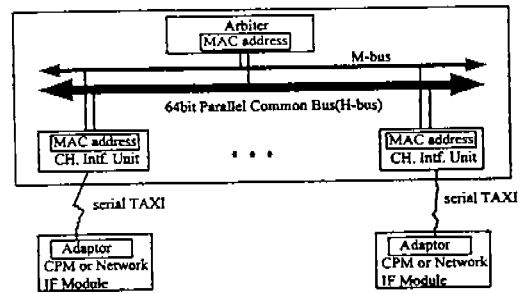 Arbiter
MAC address
M-bus
64bit Parallel Common Bus(H-bus)
MAC address
CH. Intf. Unit
MAC address
CH. Intf. Unit
serial TAXI
serial TAXI
Adaptor
CPM or Network
IF Module
Adaptor
CPM or Network
IF Module